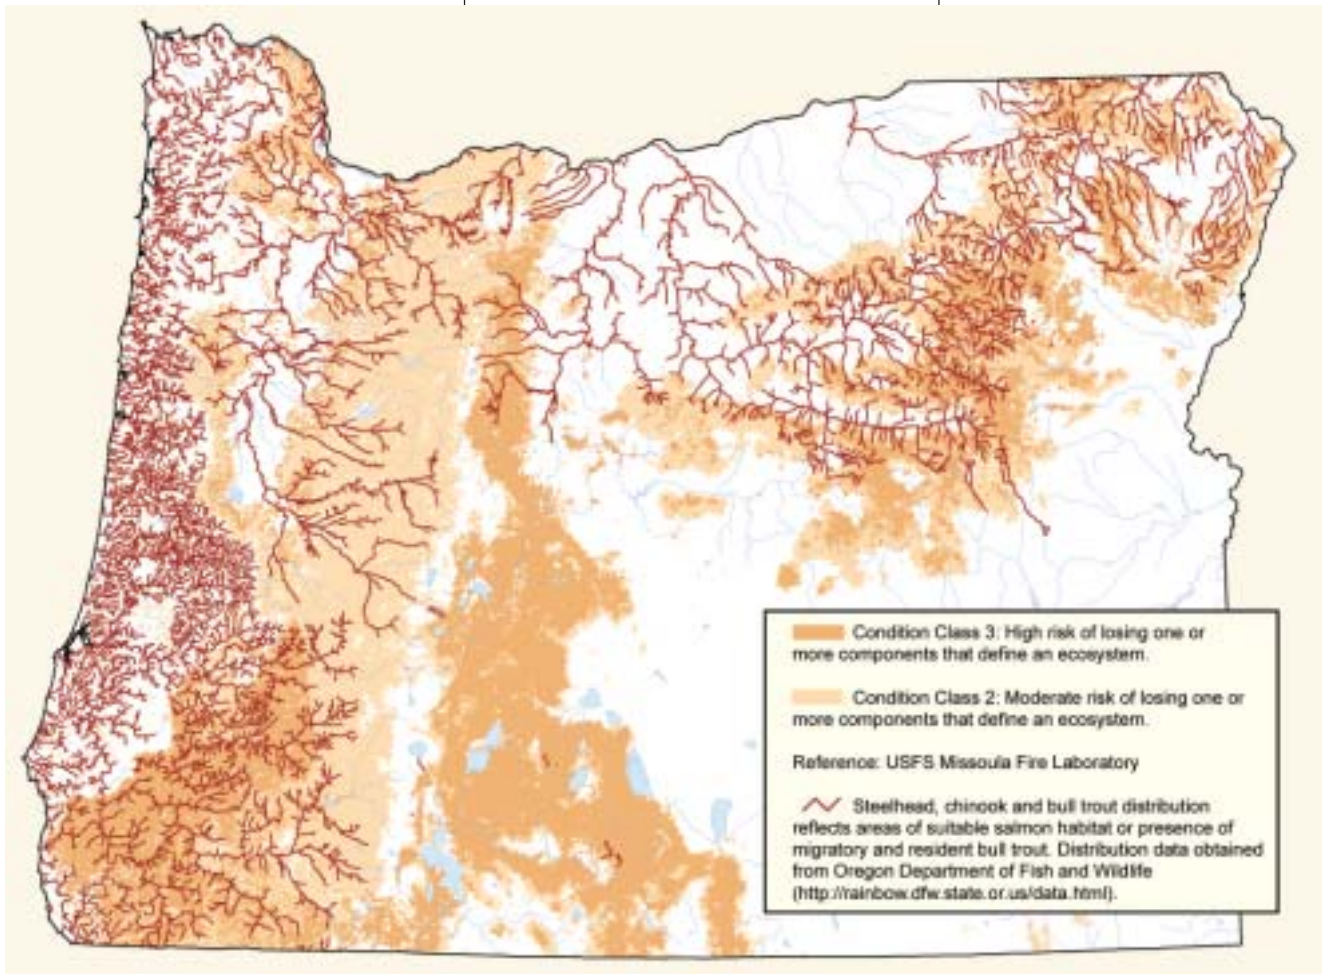 Condition Class 3: High risk of losing one or
more components that define an ecosystem.
Condition Class 2: Moderate risk of losing one or
more components that define an ecosystem.
Reference: USFS Missoula Fire Laboratory
Steelhead, chinook and bull trout distribution
reflects areas of suitable salmon habitat or presence of
migratory and resident bull trout. Distribution data obtained
from Oregon Department of Fish and Wildlife
(http://rainbow.dfw.state.or.us/data.html).